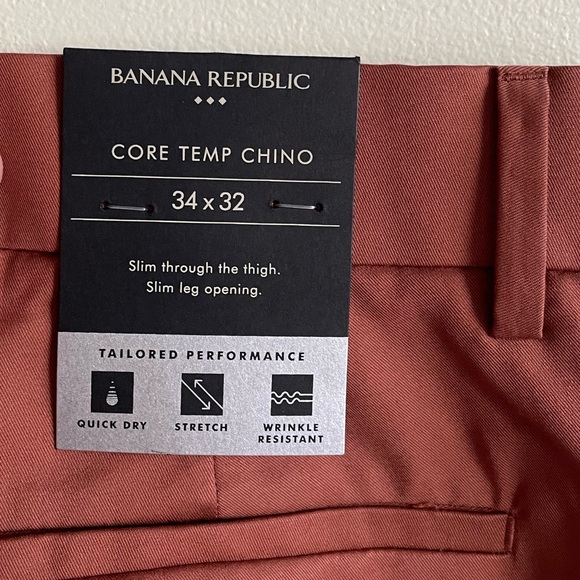 BANANA REPUBLIC
CORE TEMP CHINO
34 x 32
Slim through the thigh.
Slim leg opening.
TAILORED PERFORMANCE
QUICK DRY
STRETCH
WRINKLE
RESISTANT